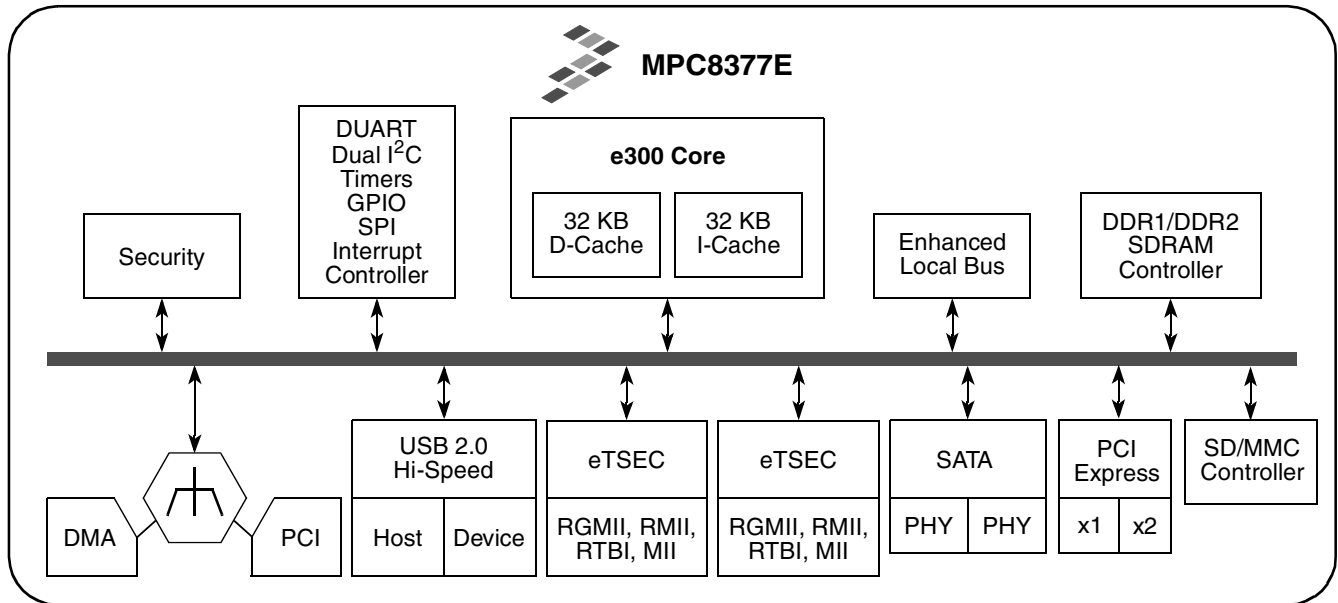 MPC8377E
DUART
Dual I²C
Timers
GPIO
SPI
Interrupt
Controller
e300 Core
32 KB
D-Cache
32 KB
I-Cache
Security
Enhanced
Local Bus
DDR1/DDR2
SDRAM
Controller
DMA
PCI
USB 2.0
Hi-Speed
Host
Device
eTSEC
RGMII, RMII,
RTBI, MII
eTSEC
RGMII, RMII,
RTBI, MII
SATA
PHY
PHY
PCI
Express
x1
x2
SD/MMC
Controller